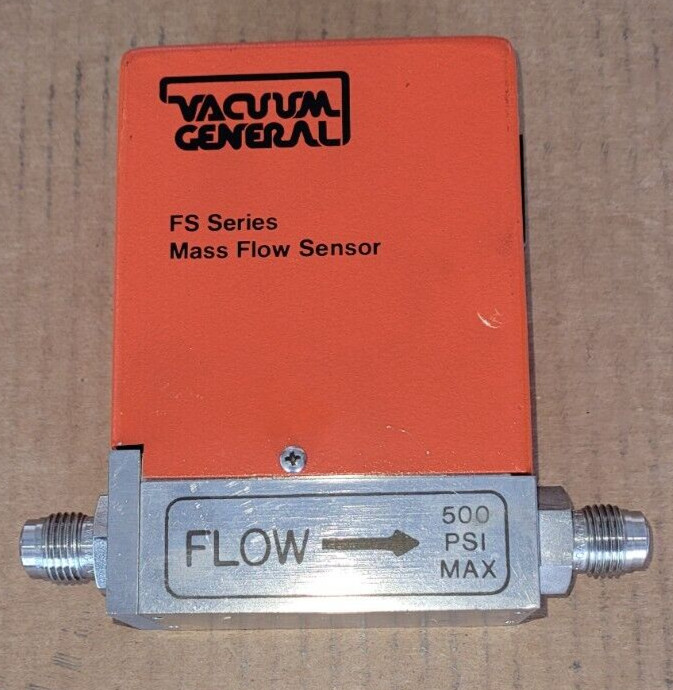 VACUUM
GENERAL
FS Series
Mass Flow Sensor
FLOW
500
PSI
MAX